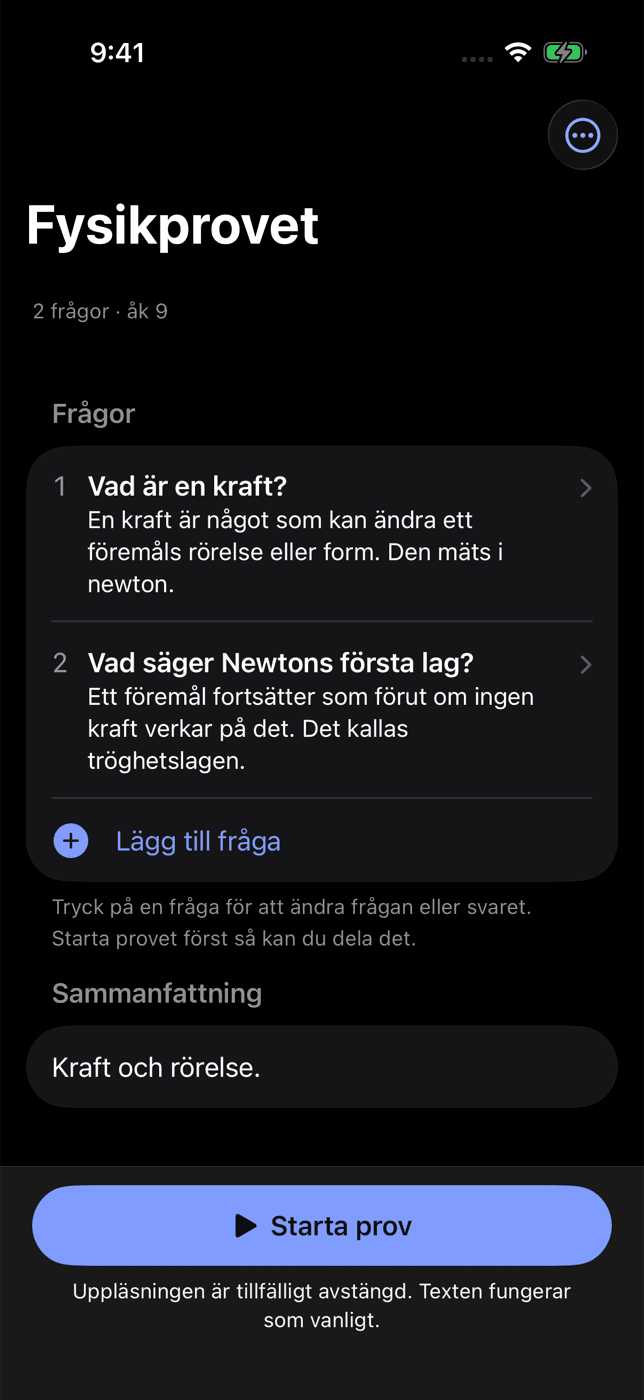 9:41
Fysikprovet
2 frågor · åk 9
Frågor
1 Vad är en kraft?
En kraft är något som kan ändra ett
föremåls rörelse eller form. Den mäts i
newton.
2 Vad säger Newtons första lag?
Ett föremål fortsätter som förut om ingen
kraft verkar på det. Det kallas
tröghetslagen.
Lägg till fråga
Tryck på en fråga för att ändra frågan eller svaret.
Starta provet först så kan du dela det.
Sammanfattning
Kraft och rörelse.
Starta prov
Uppläsningen är tillfälligt avstängd. Texten fungerar
som vanligt.